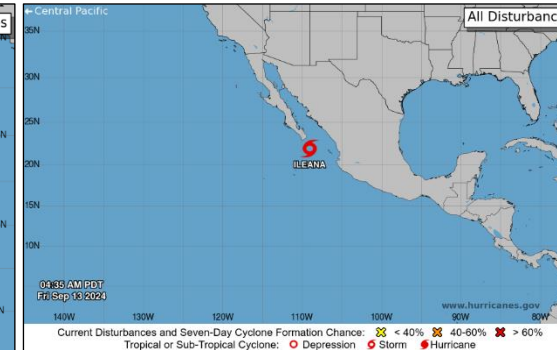 s
← Central Pacific
All Disturbanc
35N
30N
25N
20N
15N
10N
ILEANA
04:35 AM PDT
Fri Sep 13 2024
www.hurricanes.gov
140W 130W 120W 110W 100W 90W 80W
Current Disturbances and Seven-Day Cyclone Formation Chance: < 40% 40-60% > 60%
Tropical or Sub-Tropical Cyclone: Depression Storm Hurricane